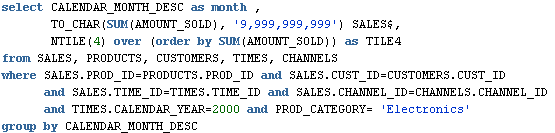 select CALENDAR_MONTH_DESC as month ,
TO_CHAR(SUM(AMOUNT_SOLD), '9,999,999,999') SALES$,
NTILE(4) over (order by SUM(AMOUNT_SOLD)) as TILE4
from SALES, PRODUCTS, CUSTOMERS, TIMES, CHANNELS
where SALES.PROD_ID=PRODUCTS.PROD_ID and SALES.CUST_ID=CUSTOMERS.CUST_ID
and SALES.TIME_ID=TIMES.TIME_ID and SALES.CHANNEL_ID=CHANNELS.CHANNEL_ID
and TIMES.CALENDAR_YEAR=2000 and PROD_CATEGORY= 'Electronics'
group by CALENDAR_MONTH_DESC